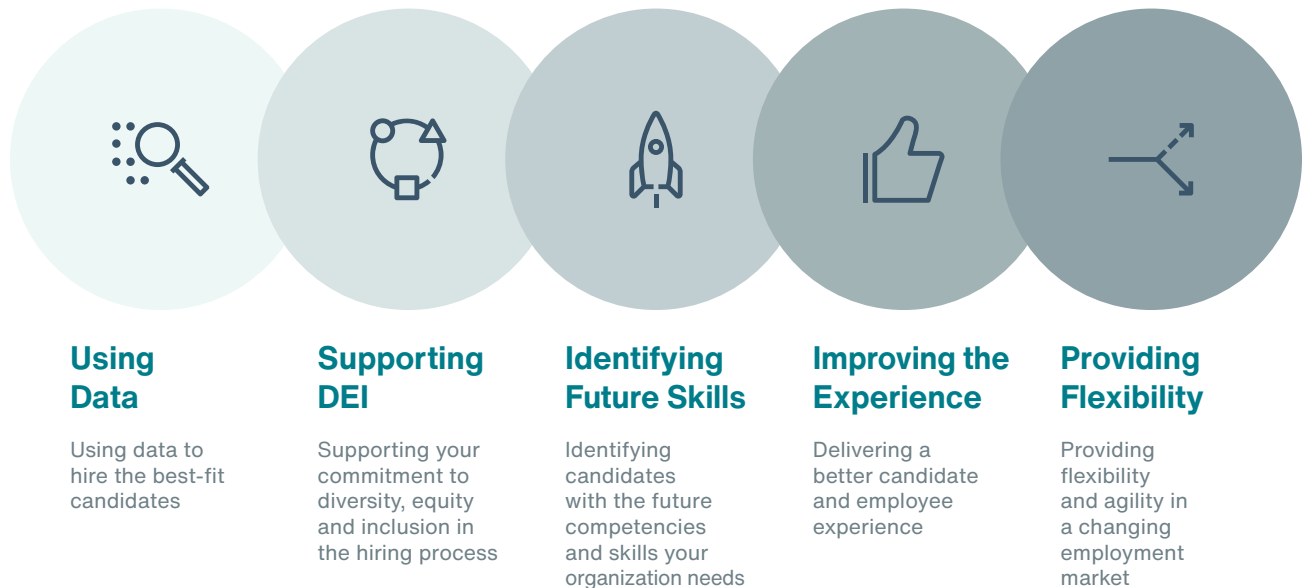 Using
Data
Using data to
hire the best-fit
candidates
Supporting
DEI
Supporting your
commitment to
diversity, equity
and inclusion in
the hiring process
Identifying
Future Skills
Identifying
candidates
with the future
competencies
and skills your
organization needs
Improving the
Experience
Delivering a
better candidate
and employee
experience
Providing
Flexibility
Providing
flexibility
and agility in
a changing
employment
market